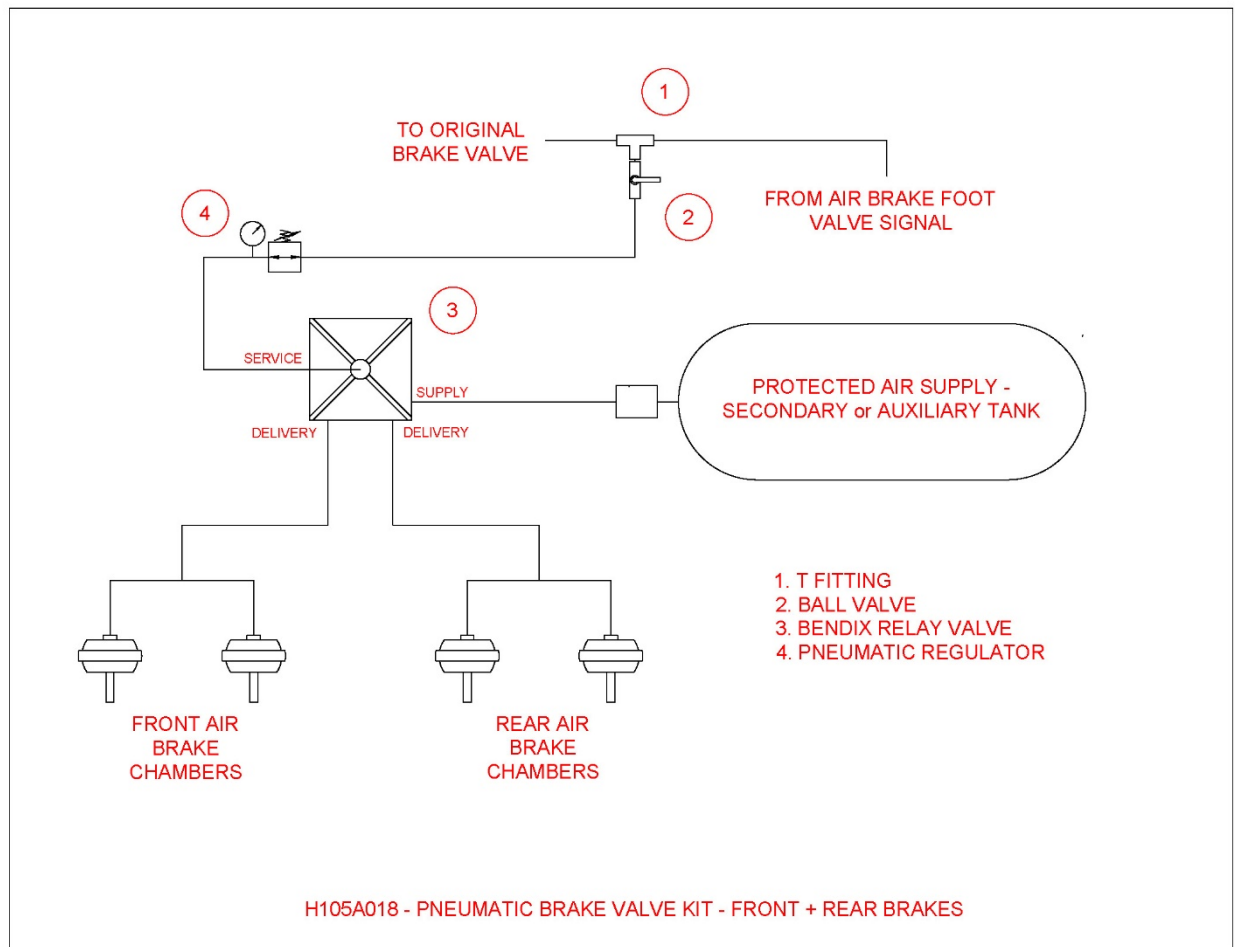 1
TO ORIGINAL
BRAKE VALVE
2
FROM AIR BRAKE FOOT
VALVE SIGNAL
4
3
SERVICE
SUPPLY
PROTECTED AIR SUPPLY -
SECONDARY or AUXILIARY TANK
DELIVERY
DELIVERY
1. T FITTING
2. BALL VALVE
3. BENDIX RELAY VALVE
4. PNEUMATIC REGULATOR
FRONT AIR
BRAKE
CHAMBERS
REAR AIR
BRAKE
CHAMBERS
H105A018 - PNEUMATIC BRAKE VALVE KIT - FRONT + REAR BRAKES